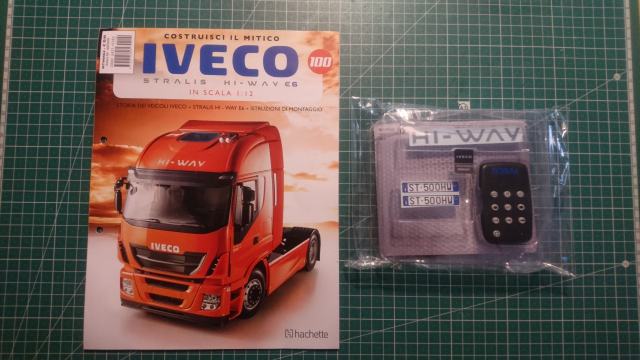 COSTRUISCI IL MITICO
IVECO
100
STRALIS HI-WAY E6
IN SCALA 1:12
STORIA DEI VEICOLI IVECO • STRALIS HI-WAY E6 • ISTRUZIONI DI MONTAGGIO
HI-WAY
IVECO
hachette
HI-WAY
IVECO
ST·500HW
ST·500HW